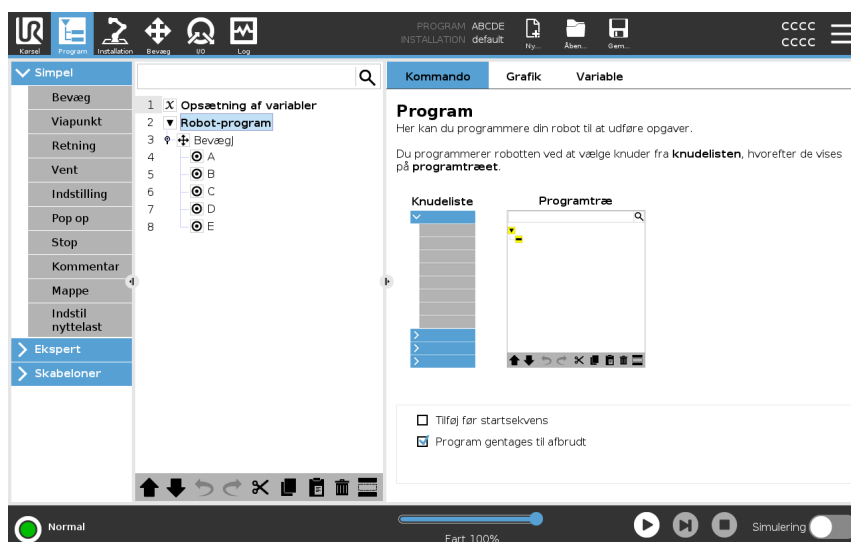 UR
PROGRAM ABCDE
INSTALLATION default
Kørsel
Program
Installation
Bevæg
I/O
Log
Ny...
Åben...
Gem...
CCCC
CCCC
Simpel
Bevæg
Viapunkt
Retning
Vent
Indstilling
Pop op
Stop
Kommentar
Mappe
Indstil
nyttelast
Ekspert
Skabeloner
1 X Opsætning af variabler
2 Robot-program
3 BevægJ
4 A
5 B
6 C
7 D
8 E
Kommando
Grafik
Variable
Program
Her kan du programmere din robot til at udføre opgaver.
Du programmerer robotten ved at vælge knuder fra knudelisten, hvorefter de vises
på programtræet.
Knudeliste
Programtræ
Tilføj før startsekvens
Program gentages til afbrudt
Normal
Fart 100%
Simulering